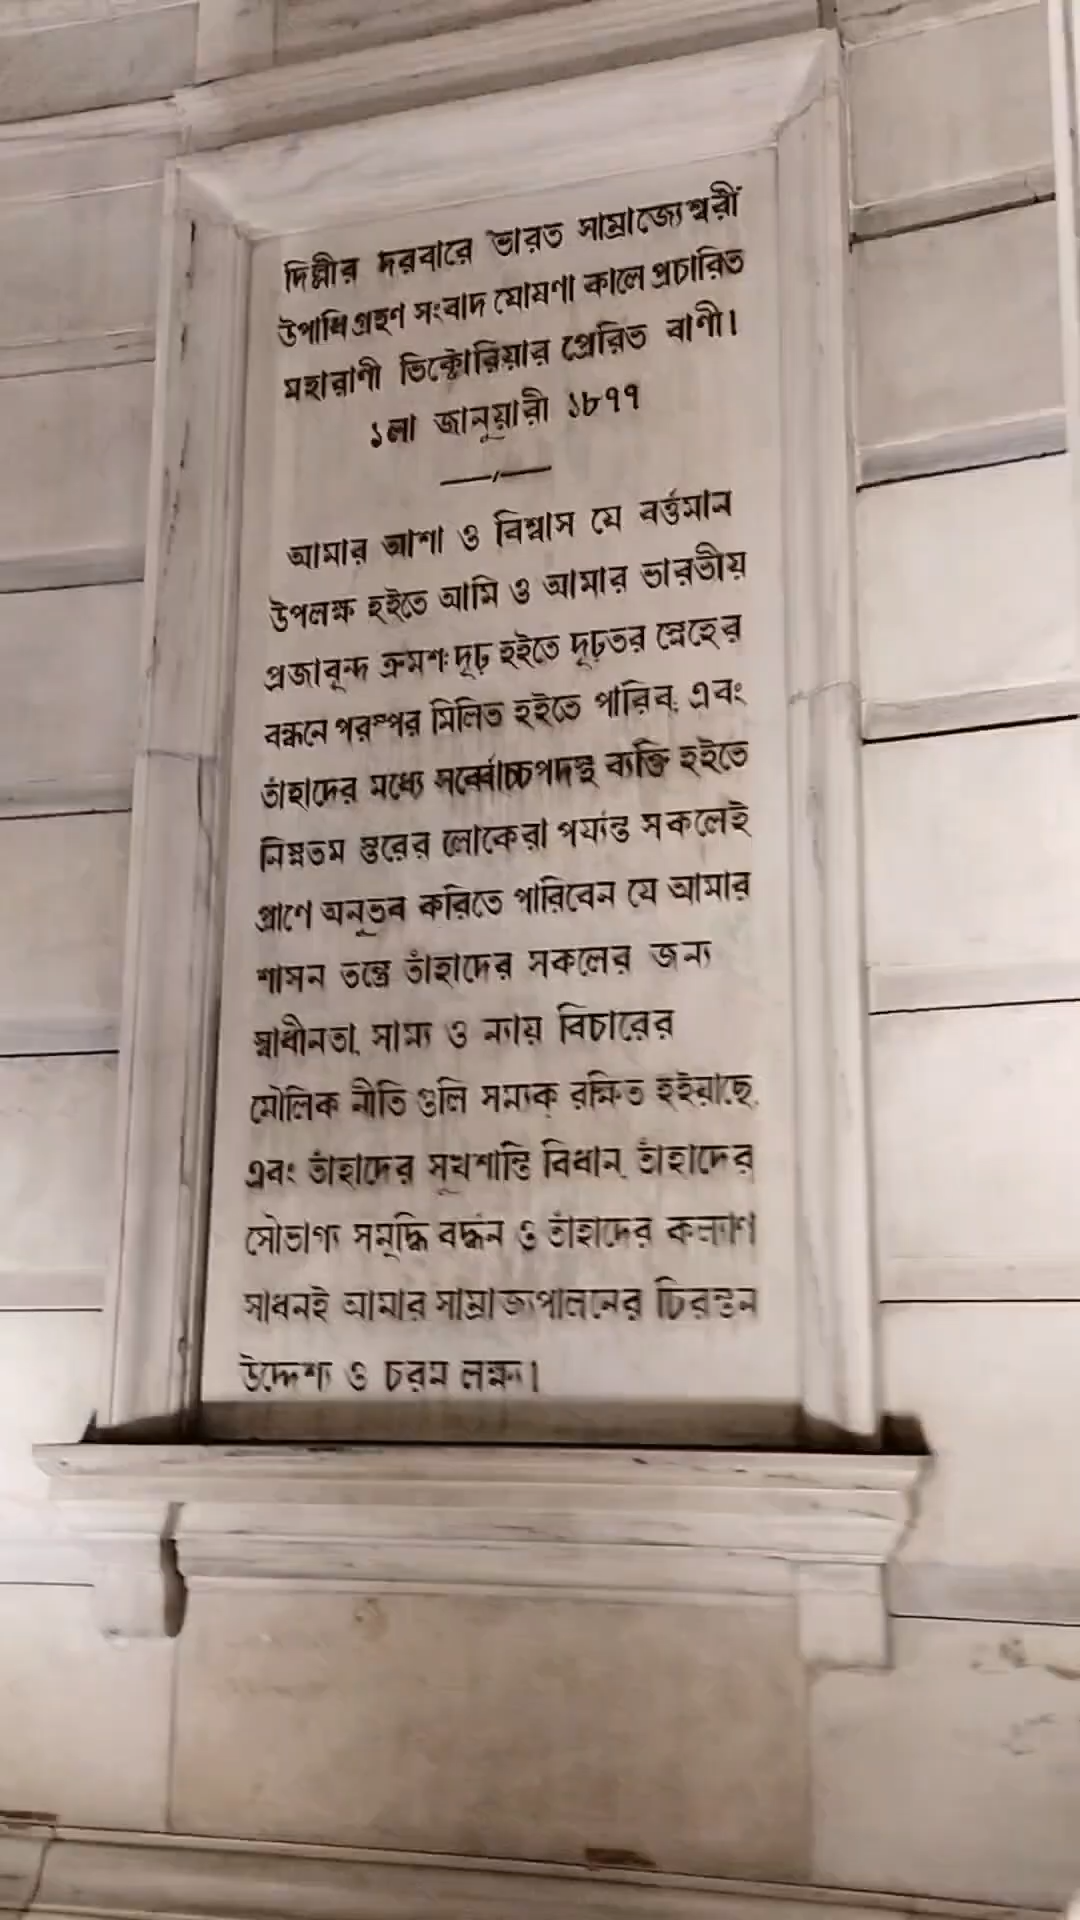 দিল্লীর দরবারে ভারত সাম্রাজ্যেশ্বরী
উপাধি গ্রহণ সংবাদ ঘোষণা কালে প্রচারিত
মহারাণী ভিক্টোরিয়ার প্রেরিত বাণী।
১লা জানুয়ারী ১৮৭৭
আমার আশা ও বিশ্বাস যে বর্ত্তমান
উপলক্ষ হইতে আমি ও আমার ভারতীয়
প্রজাবৃন্দ ক্রমশঃ দৃঢ় হইতে দৃঢ়তর স্নেহের
বন্ধনে পরস্পর মিলিত হইতে পারিব, এবং
তাঁহাদের মধ্যে সর্ব্বোচ্চপদস্থ ব্যক্তি হইতে
নিম্নতম স্তরের লোকেরা পর্য্যন্ত সকলেই
প্রাণে অনুভব করিতে পারিবেন যে আমার
শাসন তন্ত্রে তাঁহাদের সকলের জন্য
স্বাধীনতা, সাম্য ও ন্যায় বিচারের
মৌলিক নীতি গুলি সম্যক্ রক্ষিত হইয়াছে,
এবং তাঁহাদের সুখশান্তি বিধান, তাঁহাদের
সৌভাগ্য সমৃদ্ধি বর্দ্ধন ও তাঁহাদের কল্যাণ
সাধনই আমার সাম্রাজ্যপালনের চিরন্তন
উদ্দেশ্য ও চরম লক্ষ্য।